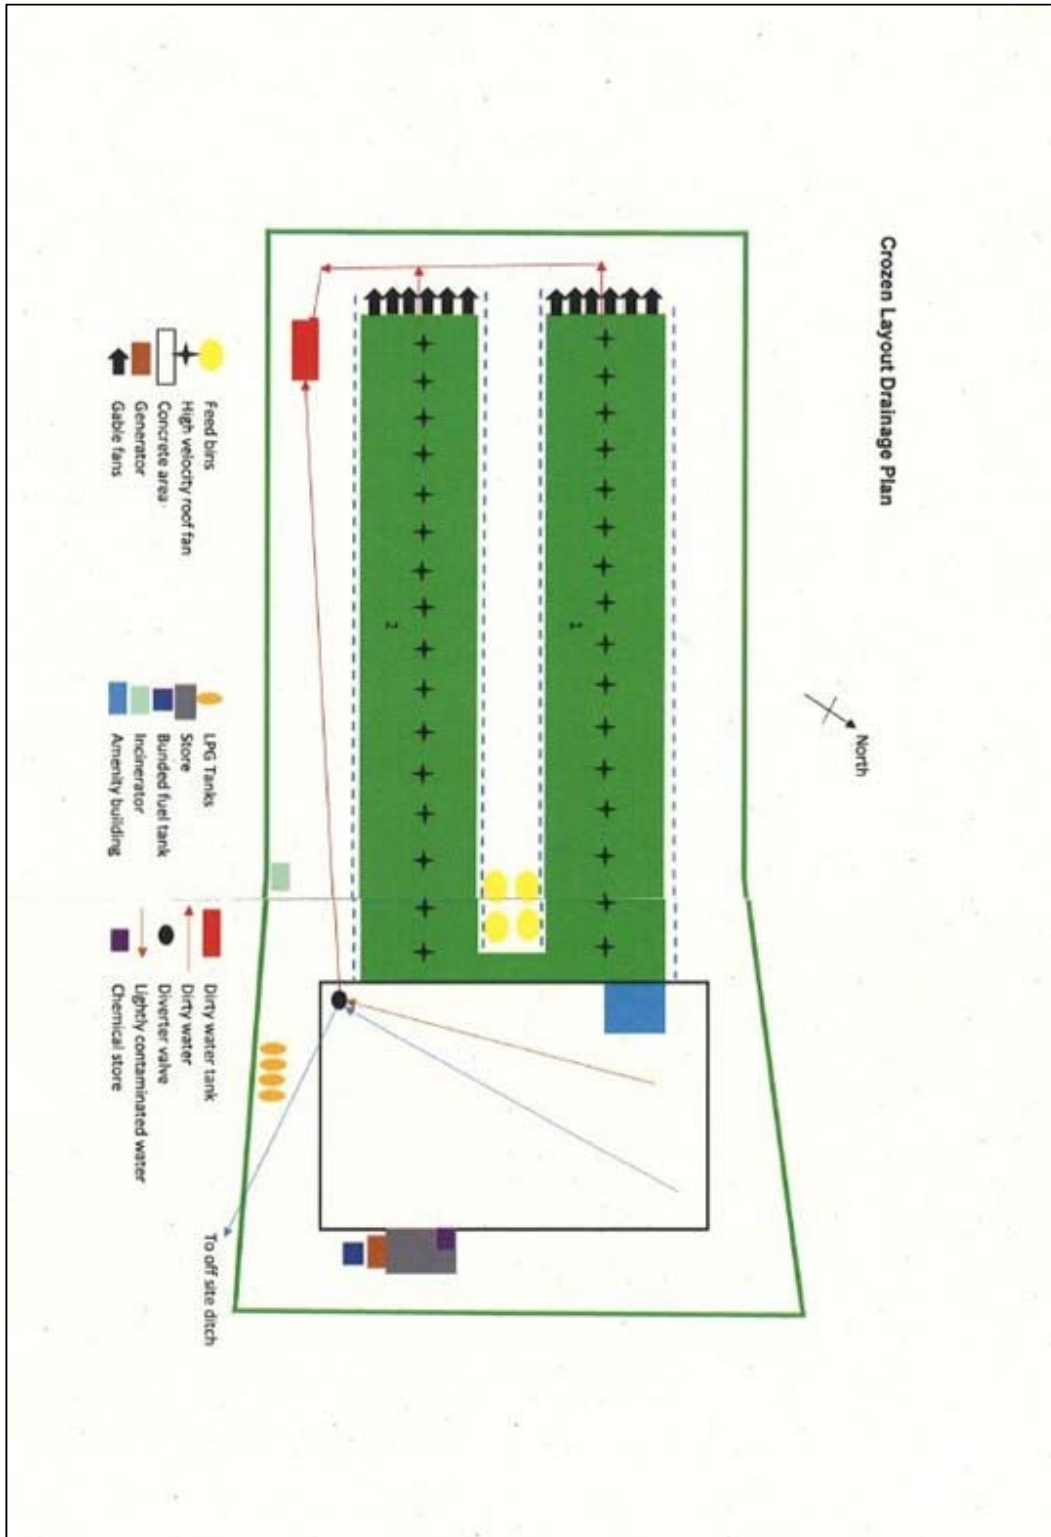 Crozen Layout Drainage Plan
North
1
2
Feed bins
High velocity roof fan
Concrete area
Generator
Gable fans
LPG Tanks
Store
Bunded fuel tank
Incinerator
Amenity building
Dirty water tank
Dirty water
Diverter valve
Lightly contaminated water
Chemical store
To off site ditch